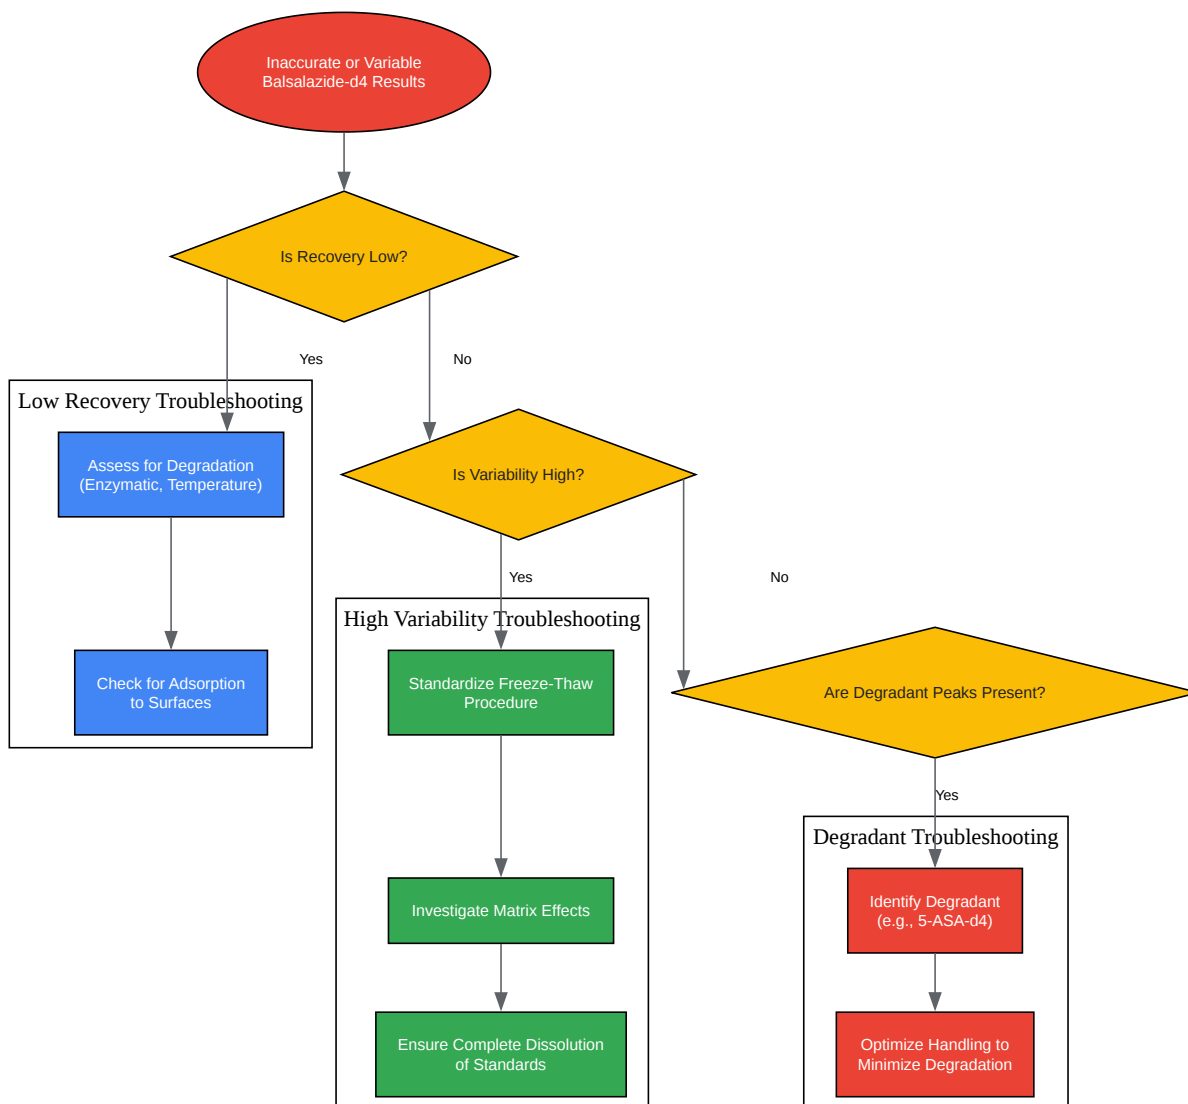 Inaccurate or Variable
Balsalazide-d4 Results
Is Recovery Low?
Yes
No
Low Recovery Troubleshooting
Assess for Degradation
(Enzymatic, Temperature)
Is Variability High?
Yes
No
High Variability Troubleshooting
Check for Adsorption
to Surfaces
Standardize Freeze-Thaw
Procedure
Are Degradant Peaks Present?
Yes
Degradant Troubleshooting
Investigate Matrix Effects
Identify Degradant
(e.g., 5-ASA-d4)
Ensure Complete Dissolution
of Standards
Optimize Handling to
Minimize Degradation